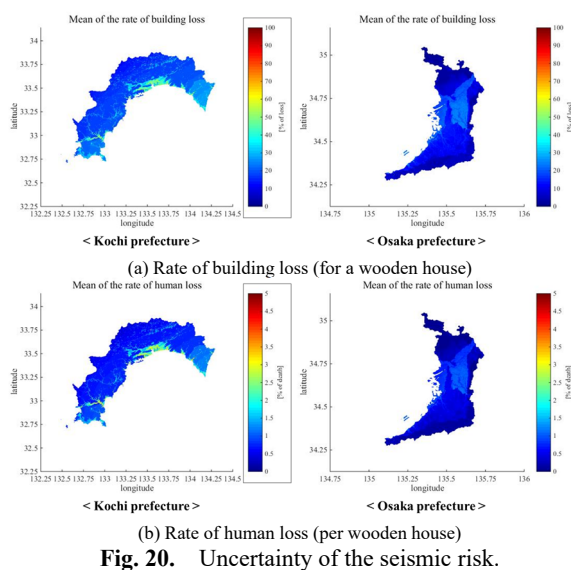 Mean of the rate of building loss
34
33.75
33.5
33.25
33
32.75
32.5
32.25
latitude
132.25 132.5 132.75 133 133.25 133.5 133.75 134 134.25 134.5
longitude
100
90
80
70
60
50
40
30
20
10
0
[% of loss]
< Kochi prefecture >
Mean of the rate of building loss
35
34.75
34.5
34.25
latitude
134.75 135 135.25 135.5 135.75 136
longitude
100
90
80
70
60
50
40
30
20
10
0
[% of loss]
< Osaka prefecture >
(a) Rate of building loss (for a wooden house)
Mean of the rate of human loss
34
33.75
33.5
33.25
33
32.75
32.5
32.25
latitude
132.25 132.5 132.75 133 133.25 133.5 133.75 134 134.25 134.5
longitude
5
4.5
4
3.5
3
2.5
2
1.5
1
0.5
0
[% of death]
< Kochi prefecture >
Mean of the rate of human loss
35
34.75
34.5
34.25
latitude
134.75 135 135.25 135.5 135.75 136
longitude
5
4.5
4
3.5
3
2.5
2
1.5
1
0.5
0
[% of death]
< Osaka prefecture >
(b) Rate of human loss (per wooden house)
Fig. 20. Uncertainty of the seismic risk.